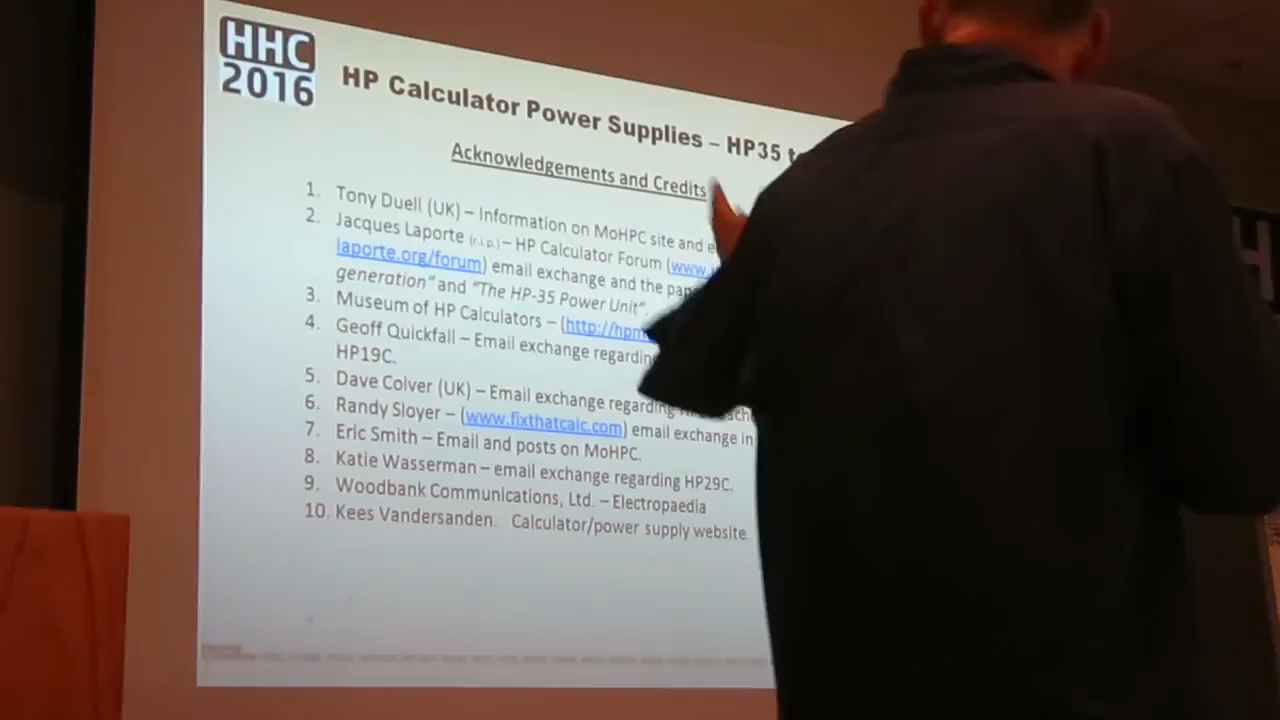 HHC
2016
HP Calculator Power Supplies – HP35 to
Acknowledgements and Credits
1. Tony Duell (UK) – Information on MoHPC site and
2. Jacques Laporte (r.i.p.) – HP Calculator Forum (www.
laporte.org/forum) email exchange and the
generation" and "The HP-35 Power Unit".
3. Museum of HP Calculators – (http://hpm
4. Geoff Quickfall – Email exchange regarding
HP19C.
5. Dave Colver (UK) – Email exchange regarding
6. Randy Sloyer – (www.fixthatcalc.com) email exchange in
7. Eric Smith – Email and posts on MoHPC.
8. Katie Wasserman – email exchange regarding HP29C.
9. Woodbank Communications, Ltd. – Electropaedia
10. Kees Vandersanden. Calculator/power supply website.
H